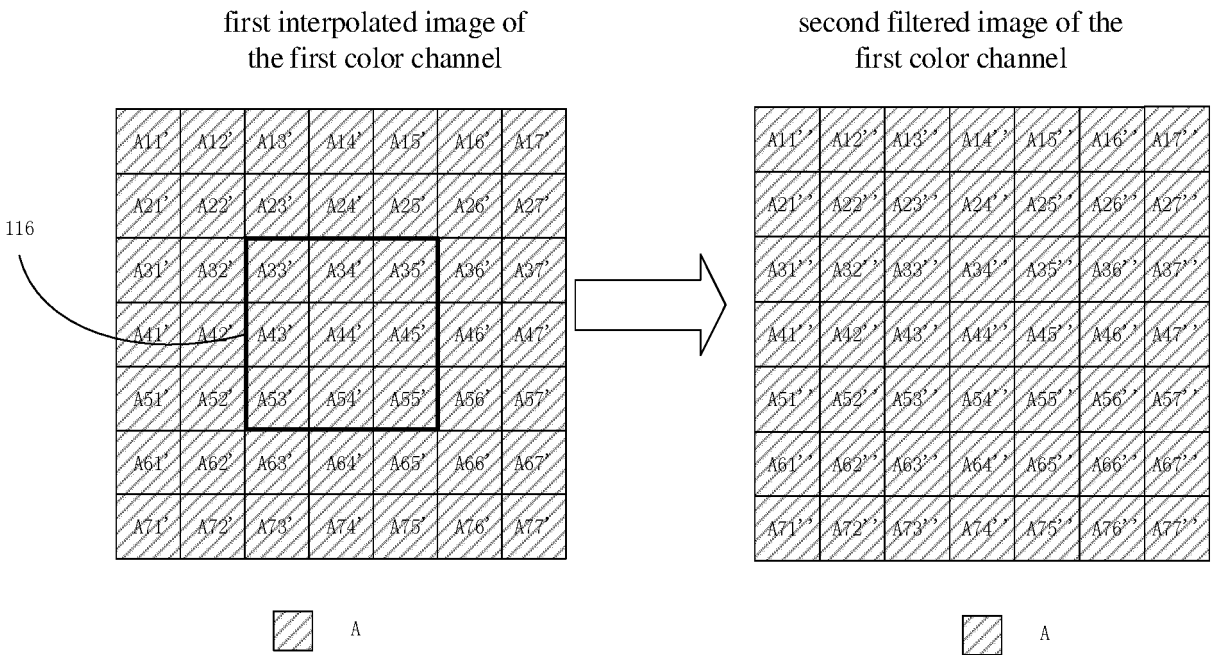 first interpolated image of
the first color channel
second filtered image of the
first color channel
A11' A12' A13' A14' A15' A16' A17'
A21' A22' A23' A24' A25' A26' A27'
A31' A32' A33' A34' A35' A36' A37'
A41' A42' A43' A44' A45' A46' A47'
A51' A52' A53' A54' A55' A56' A57'
A61' A62' A63' A64' A65' A66' A67'
A71' A72' A73' A74' A75' A76' A77'
116
A11'' A12'' A13'' A14'' A15'' A16'' A17''
A21'' A22'' A23'' A24'' A25'' A26'' A27''
A31'' A32'' A33'' A34'' A35'' A36'' A37''
A41'' A42'' A43'' A44'' A45'' A46'' A47''
A51'' A52'' A53'' A54'' A55'' A56'' A57''
A61'' A62'' A63'' A64'' A65'' A66'' A67''
A71'' A72'' A73'' A74'' A75'' A76'' A77''
A
A